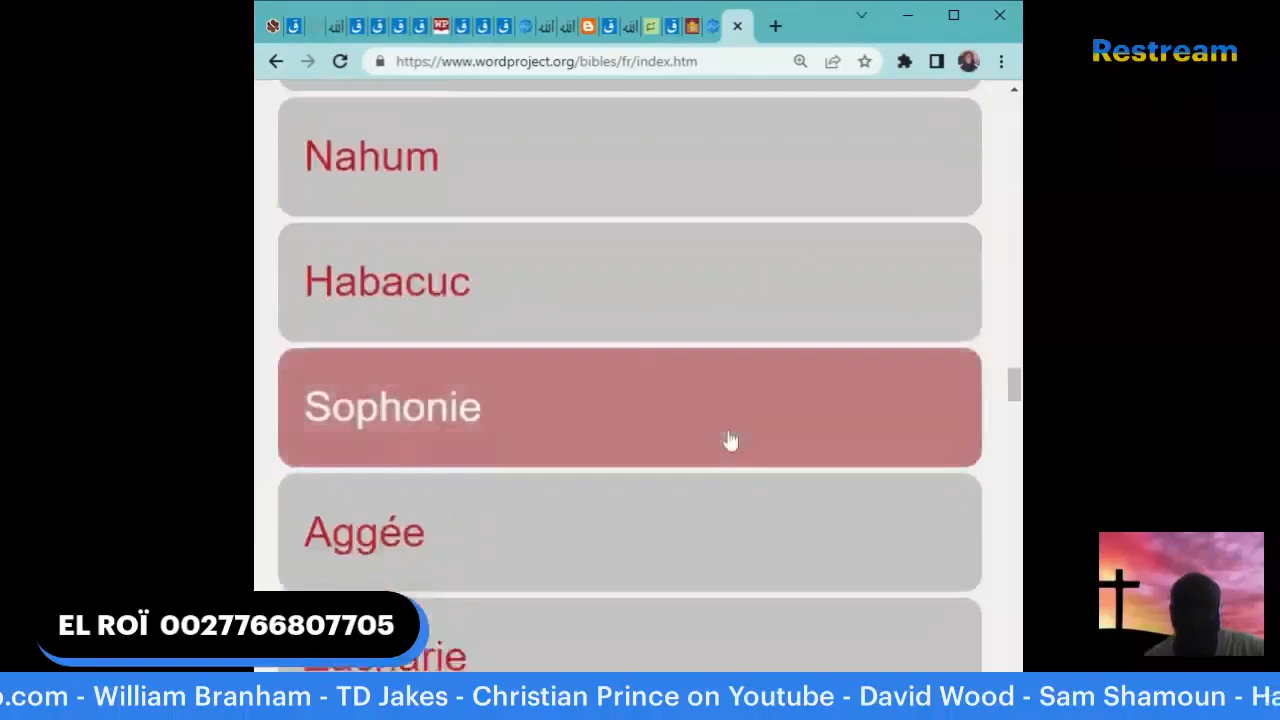 Restream
https://www.wordproject.org/bibles/fr/index.htm
Nahum
Habacuc
Sophonie
Aggée
Zacharie
EL ROÏ 0027766807705
o.com - William Branham - TD Jakes - Christian Prince on Youtube - David Wood - Sam Shamoun - Ha